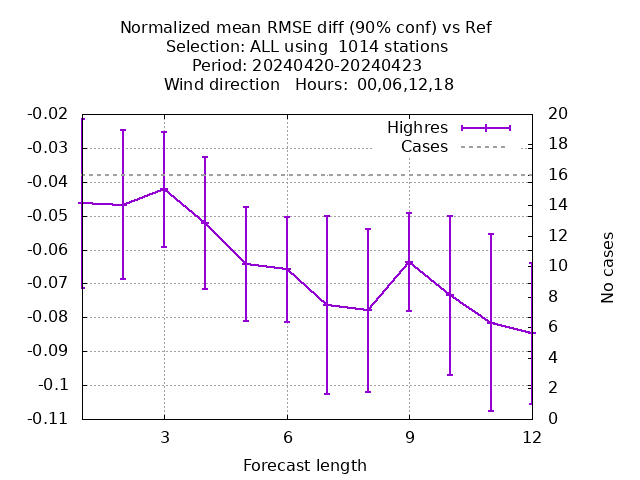 Normalized mean RMSE diff (90% conf) vs Ref
Selection: ALL using  1014 stations
Period: 20240420-20240423
Wind direction   Hours:  00,06,12,18
Highres
Cases
-0.02
-0.03
-0.04
-0.05
-0.06
-0.07
-0.08
-0.09
-0.1
-0.11
20
18
16
14
12
10
8
6
4
2
0
No cases
3 6 9 12
Forecast length